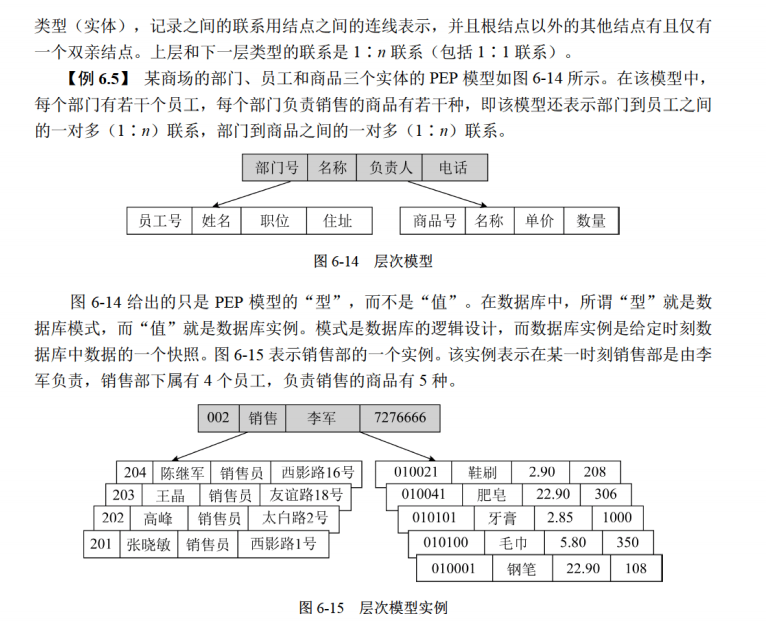 类型（实体），记录之间的联系用结点之间的连线表示，并且根结点以外的其他结点有且仅有
一个双亲结点。上层和下一层类型的联系是 1∶n 联系（包括 1∶1 联系）。
【例 6.5】 某商场的部门、员工和商品三个实体的 PEP 模型如图 6-14 所示。在该模型中，
每个部门有若干个员工，每个部门负责销售的商品有若干种，即该模型还表示部门到员工之间
的一对多（1∶n）联系，部门到商品之间的一对多（1∶n）联系。
部门号 名称 负责人 电话
员工号 姓名 职位 住址 商品号 名称 单价 数量
图 6-14 层次模型
图 6-14 给出的只是 PEP 模型的“型”，而不是“值”。在数据库中，所谓“型”就是数
据库模式，而“值”就是数据库实例。模式是数据库的逻辑设计，而数据库实例是给定时刻数
据库中数据的一个快照。图 6-15 表示销售部的一个实例。该实例表示在某一时刻销售部是由李
军负责，销售部下属有 4 个员工，负责销售的商品有 5 种。
002 销售 李军 7276666
204 陈继军 销售员 西影路16号 010021 鞋刷 2.90 208
203 王晶 销售员 友谊路18号 010041 肥皂 22.90 306
202 高峰 销售员 太白路2号 010101 牙膏 2.85 1000
201 张晓敏 销售员 西影路1号 010100 毛巾 5.80 350
010001 钢笔 22.90 108
图 6-15 层次模型实例